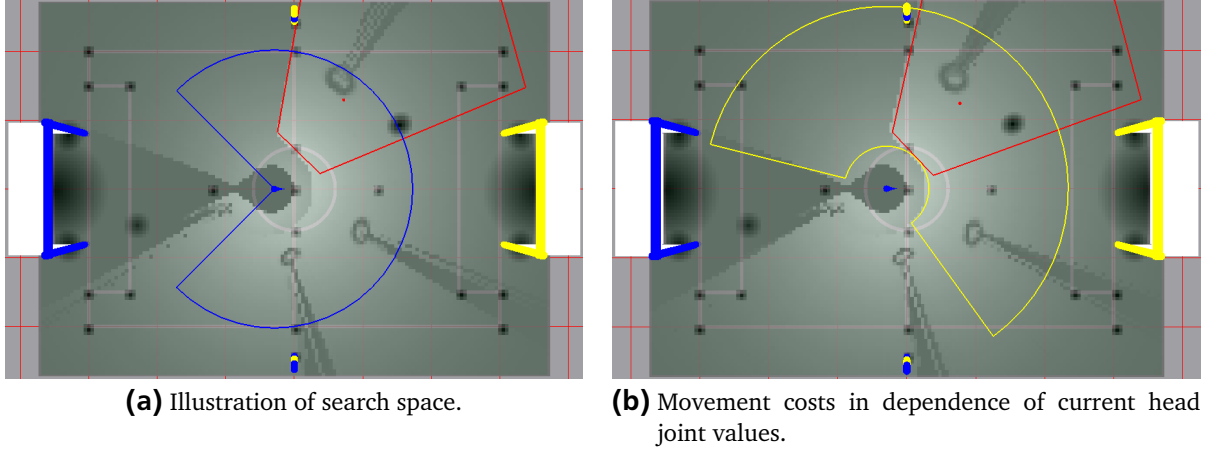 (a) Illustration of search space.
(b) Movement costs in dependence of current head
joint values.